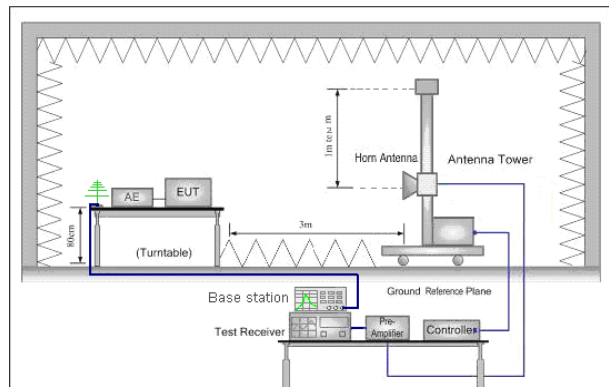 1m to 2 m
Horn Antenna
Antenna Tower
AE
EUT
3m
80cm
(Turntable)
Ground Reference Plane
Base station
Test Receiver
Pre-
Amplifier
Controller